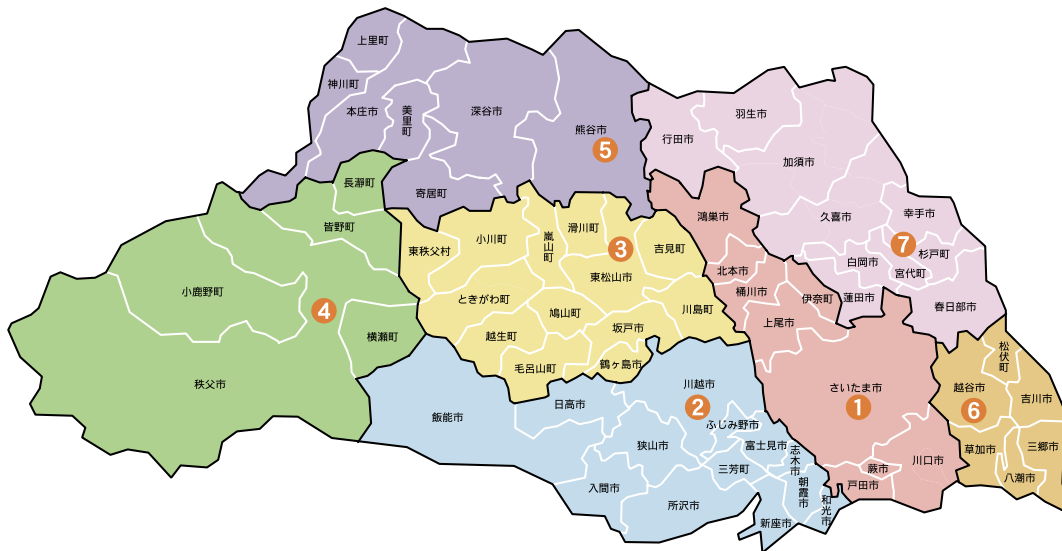 上里町
神川町
本庄市
美里町
深谷市
熊谷市
5
寄居町
長瀞町
皆野町
小鹿野町
4
横瀬町
秩父市
東秩父村
小川町
嵐山町
滑川町
3
吉見町
東松山市
ときがわ町
鳩山町
川島町
越生町
坂戸市
毛呂山町
鶴ヶ島市
行田市
羽生市
加須市
久喜市
幸手市
7
杉戸町
白岡市
宮代町
蓮田市
春日部市
鴻巣市
北本市
桶川市
伊奈町
上尾市
さいたま市
1
川口市
蕨市
戸田市
川越市
2
飯能市
日高市
ふじみ野市
狭山市
富士見市
志木市
三芳町
入間市
所沢市
朝霞市
和光市
新座市
松伏町
越谷市
6
吉川市
草加市
三郷市
八潮市